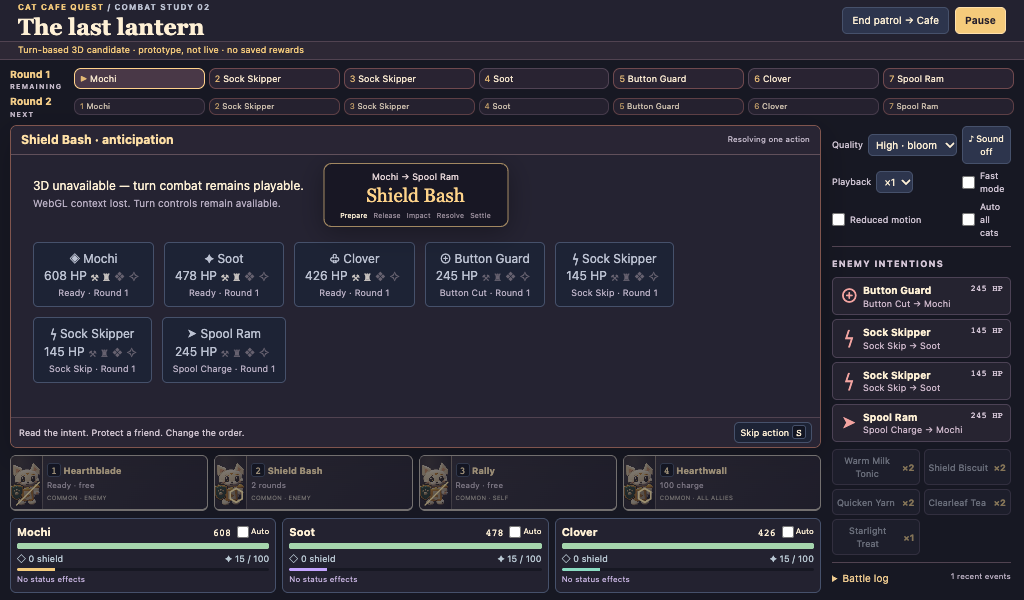 CAT CAFE QUEST / COMBAT STUDY 02
The last lantern
End patrol → Cafe
Pause
Turn-based 3D candidate · prototype, not live · no saved rewards
Round 1
REMAINING
▶ Mochi
2 Sock Skipper
3 Sock Skipper
4 Soot
5 Button Guard
6 Clover
7 Spool Ram
Round 2
NEXT
1 Mochi
2 Sock Skipper
3 Sock Skipper
4 Soot
5 Button Guard
6 Clover
7 Spool Ram
Shield Bash · anticipation
Resolving one action
3D unavailable — turn combat remains playable.
WebGL context lost. Turn controls remain available.
Mochi → Spool Ram
Shield Bash
Prepare Release Impact Resolve Settle
Mochi
608 HP
Ready · Round 1
Soot
478 HP
Ready · Round 1
Clover
426 HP
Ready · Round 1
Button Guard
245 HP
Button Cut · Round 1
Sock Skipper
145 HP
Sock Skip · Round 1
Sock Skipper
145 HP
Sock Skip · Round 1
Spool Ram
245 HP
Spool Charge · Round 1
Read the intent. Protect a friend. Change the order.
Skip action S
Quality
High · bloom
♪ Sound off
Playback
x1
Fast mode
Reduced motion
Auto all cats
ENEMY INTENTIONS
Button Guard 245 HP
Button Cut → Mochi
Sock Skipper 145 HP
Sock Skip → Soot
Sock Skipper 145 HP
Sock Skip → Soot
Spool Ram 245 HP
Spool Charge → Mochi
Warm Milk Tonic ×2
Shield Biscuit ×2
Quicken Yarn ×2
Clearleaf Tea ×2
Starlight Treat ×1
▶ Battle log
1 recent events
1 Hearthblade
Ready · free
COMMON · ENEMY
2 Shield Bash
2 rounds
COMMON · ENEMY
3 Rally
Ready · free
COMMON · SELF
4 Hearthwall
100 charge
COMMON · ALL ALLIES
Mochi 608 Auto
◇ 0 shield ✦ 15 / 100
No status effects
Soot 478 Auto
◇ 0 shield ✦ 15 / 100
No status effects
Clover 426 Auto
◇ 0 shield ✦ 15 / 100
No status effects